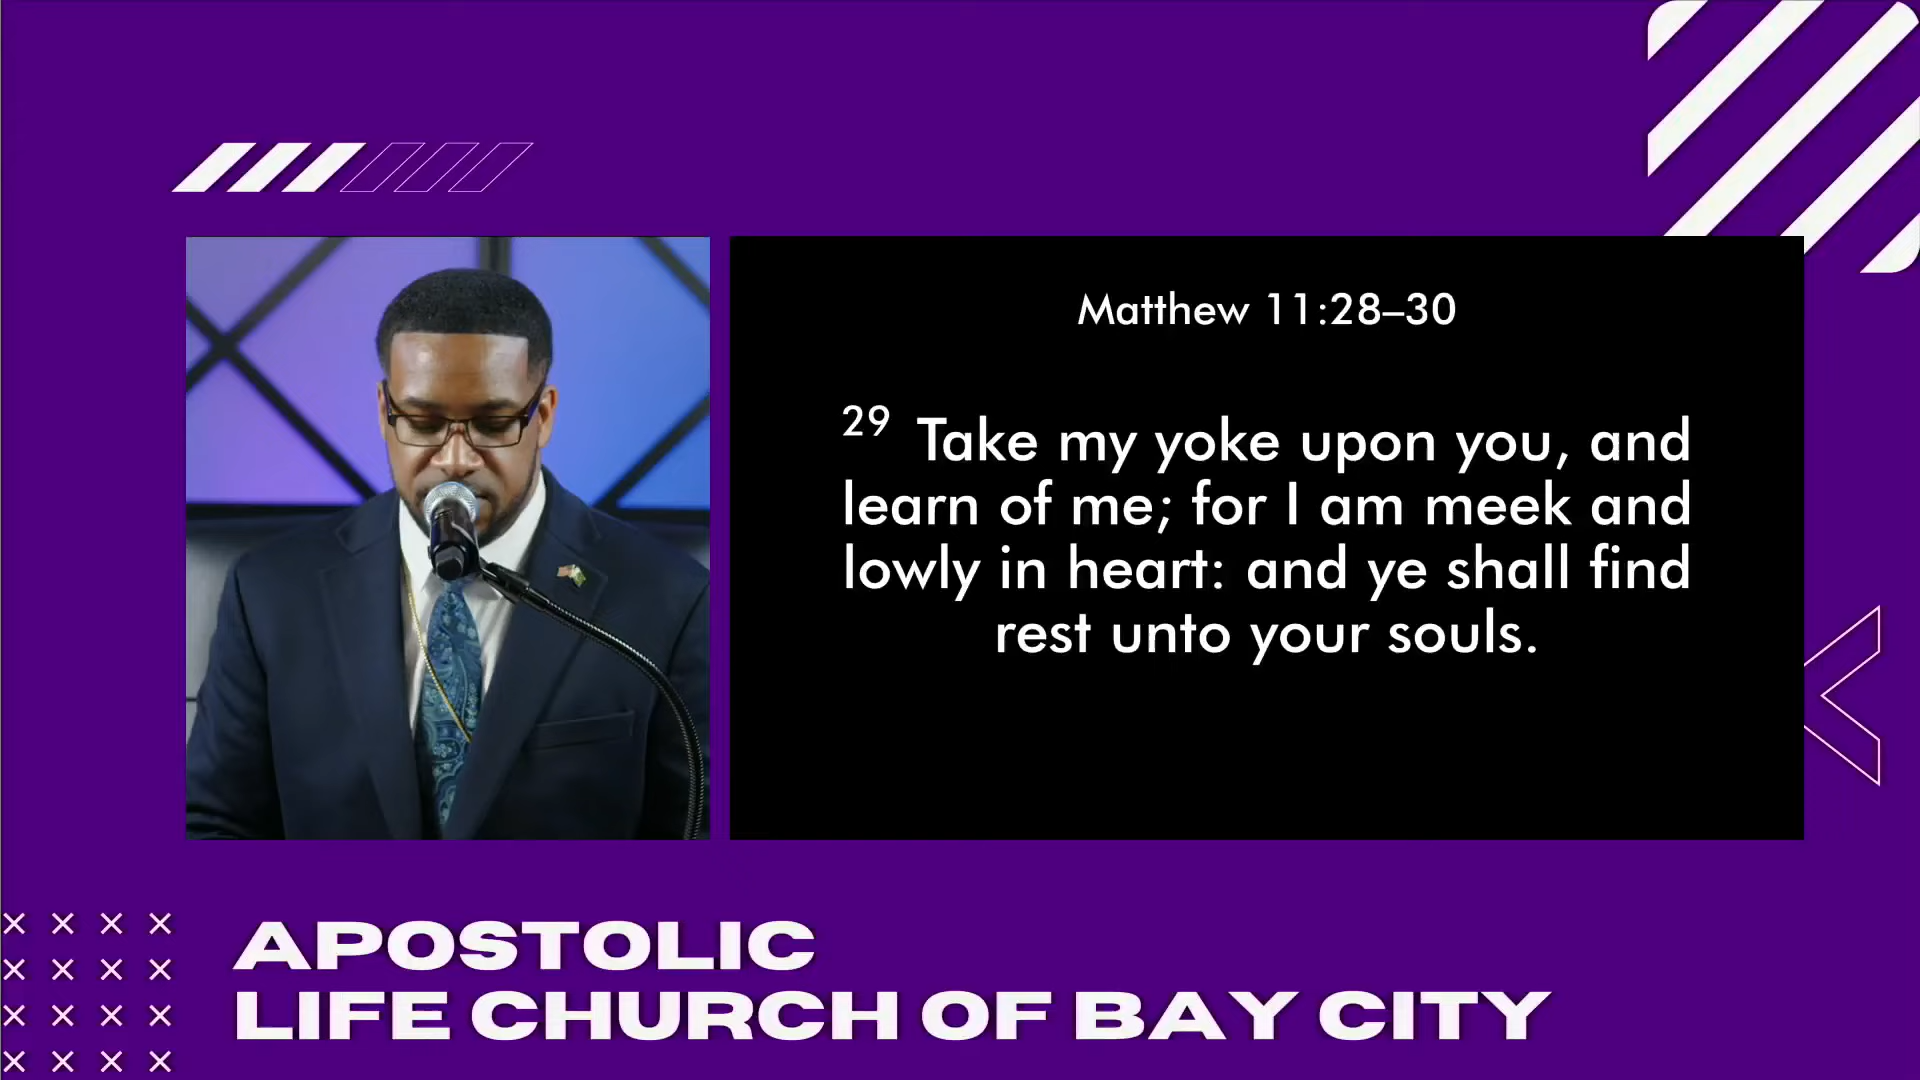 Matthew 11:28–30
29 Take my yoke upon you, and
learn of me; for I am meek and
lowly in heart: and ye shall find
rest unto your souls.
APOSTOLIC
LIFE CHURCH OF BAY CITY